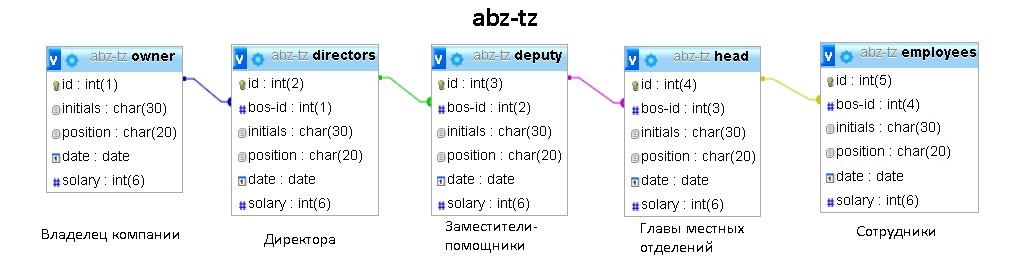 abz-tz
v abz-tz owner
id : int(1)
initials : char(30)
position : char(20)
date : date
# solary : int(6)
Владелец компании
v abz-tz directors
id : int(2)
# bos-id : int(1)
initials : char(30)
position : char(20)
date : date
# solary : int(6)
Директора
v abz-tz deputy
id : int(3)
# bos-id : int(2)
initials : char(30)
position : char(20)
date : date
# solary : int(6)
Заместители-
помощники
v abz-tz head
id : int(4)
# bos-id : int(3)
initials : char(30)
position : char(20)
date : date
# solary : int(6)
Главы местных
отделений
v abz-tz employees
id : int(5)
# bos-id : int(4)
initials : char(30)
position : char(20)
date : date
# solary : int(6)
Сотрудники